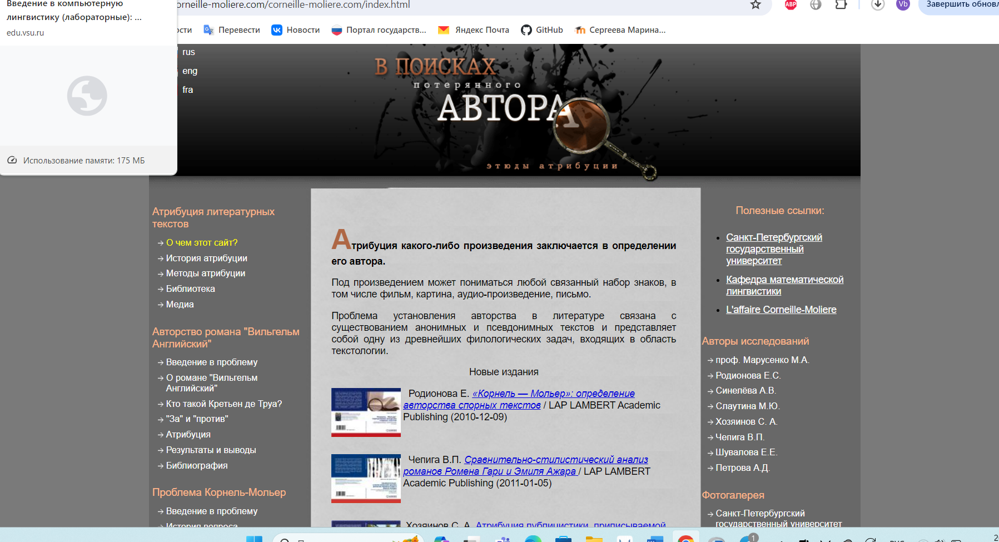 Введение в компьютерную
лингвистику (лабораторные): ...
edu.vsu.ru
Использование памяти: 175 МБ
orneille-moliere.com/corneille-moliere.com/index.html
ABP
Vb
Завершить обновл
ости
Перевести
Новости
Портал государств...
Яндекс Почта
GitHub
Сергеева Марина...
rus
eng
fra
В ПОИСКАХ
потерянного
АВТОРА
этюды атрибуции
Атрибуция литературных
текстов
О чем этот сайт?
История атрибуции
Методы атрибуции
Библиотека
Медиа
Авторство романа "Вильгельм
Английский"
Введение в проблему
О романе "Вильгельм
Английский"
Кто такой Кретьен де Труа?
"За" и "против"
Атрибуция
Результаты и выводы
Библиография
Проблема Корнель-Мольер
Введение в проблему
История вопроса
Атрибуция какого-либо произведения заключается в определении
его автора.
Под произведением может пониматься любой связанный набор знаков, в
том числе фильм, картина, аудио-произведение, письмо.
Проблема установления авторства в литературе связана с
существованием анонимных и псевдонимных текстов и представляет
собой одну из древнейших филологических задач, входящих в область
текстологии.
Новые издания
Родионова Е. «Корнель — Мольер»: определение
авторства спорных текстов / LAP LAMBERT Academic
Publishing (2010-12-09)
Чепига В.П. Сравнительно-стилистический анализ
романов Ромена Гари и Эмиля Ажара / LAP LAMBERT
Academic Publishing (2011-01-05)
Хозяинов С. А. Атрибуция публицистики, приписываемой
Полезные ссылки:
Санкт-Петербургский
государственный
университет
Кафедра математической
лингвистики
L'affaire Corneille-Moliere
Авторы исследований
проф. Марусенко М.А.
Родионова Е.С.
Синелёва А.В.
Слаутина М.Ю.
Хозяинов С. А.
Чепига В.П.
Шувалова Е.Е.
Петрова А.Д.
Фотогалерея
Санкт-Петербургский
государственный университет
1
РУС